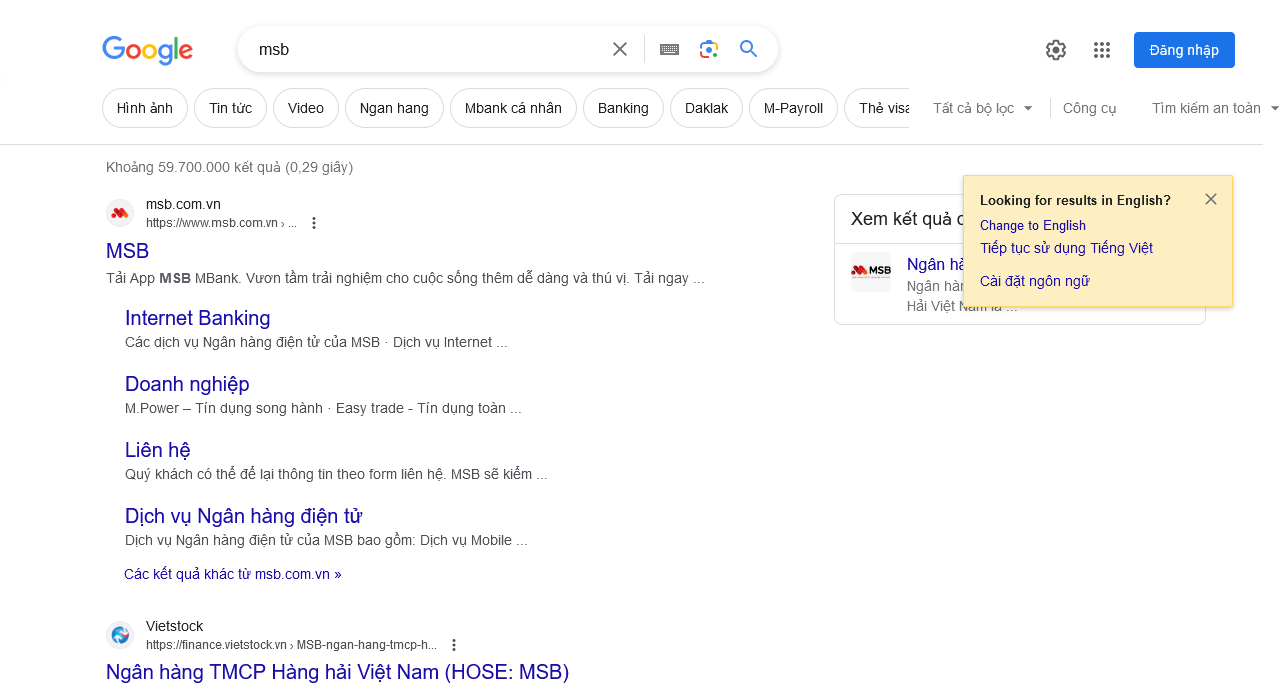 Google
msb
Đăng nhập
Hình ảnh
Tin tức
Video
Ngan hang
Mbank cá nhân
Banking
Daklak
M-Payroll
Thẻ visa
Tất cả bộ lọc
Công cụ
Tìm kiếm an toàn
Khoảng 59.700.000 kết quả (0,29 giây)
msb.com.vn
https://www.msb.com.vn › ...
MSB
Tải App MSB MBank. Vươn tầm trải nghiệm cho cuộc sống thêm dễ dàng và thú vị. Tải ngay ...
Internet Banking
Các dịch vụ Ngân hàng điện tử của MSB · Dịch vụ Internet ...
Doanh nghiệp
M.Power – Tín dụng song hành · Easy trade - Tín dụng toàn ...
Liên hệ
Quý khách có thể để lại thông tin theo form liên hệ. MSB sẽ kiểm ...
Dịch vụ Ngân hàng điện tử
Dịch vụ Ngân hàng điện tử của MSB bao gồm: Dịch vụ Mobile ...
Các kết quả khác từ msb.com.vn »
Vietstock
https://finance.vietstock.vn › MSB-ngan-hang-tmcp-h...
Ngân hàng TMCP Hàng hải Việt Nam (HOSE: MSB)
Xem kết quả
MSB
Ngân
Ngân
Hải Việt Nam là ...
Looking for results in English?
Change to English
Tiếp tục sử dụng Tiếng Việt
Cài đặt ngôn ngữ